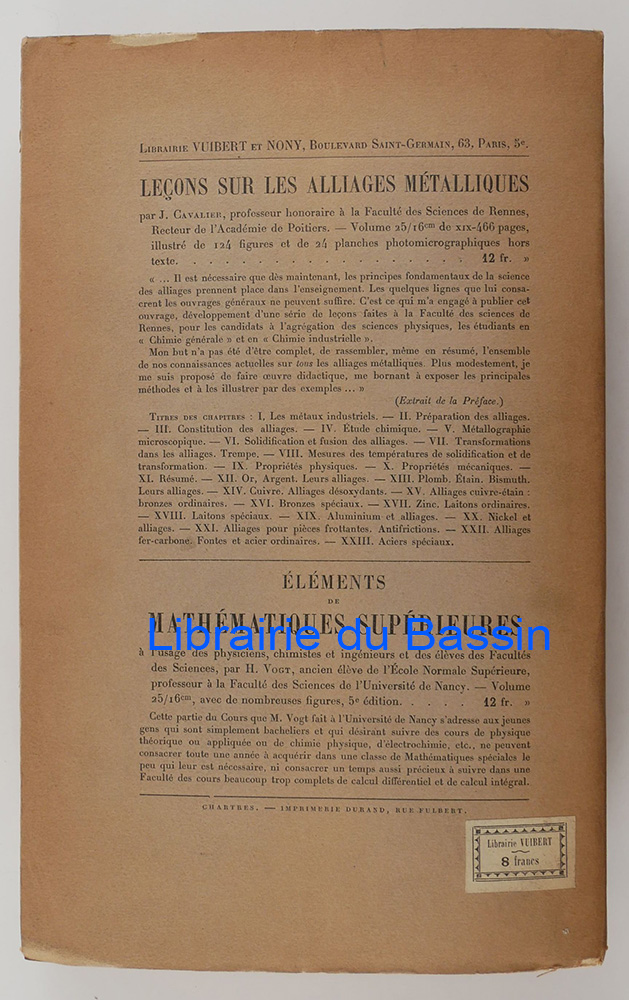 Librairie VUIBERT et NONY, Boulevard Saint-Germain, 63, Paris, 5e.
LEÇONS SUR LES ALLIAGES MÉTALLIQUES
par J. Cavalier, professeur honoraire à la Faculté des Sciences de Rennes,
Recteur de l'Académie de Poitiers. — Volume 25/16cm de xix-466 pages,
illustré de 124 figures et de 24 planches photomicrographiques hors
texte. . . . . . . . . . . . . . . . . . 12 fr. »
« ... Il est nécessaire que dès maintenant, les principes fondamentaux de la science
des alliages prennent place dans l'enseignement. Les quelques lignes que lui consa-
crent les ouvrages généraux ne peuvent suffire. C'est ce qui m'a engagé à publier cet
ouvrage, développement d'une série de leçons faites à la Faculté des sciences de
Rennes, pour les candidats à l'agrégation des sciences physiques, les étudiants en
« Chimie générale » et en « Chimie industrielle ».
Mon but n'a pas été d'être complet, de rassembler, même en résumé, l'ensemble
de nos connaissances actuelles sur tous les alliages métalliques. Plus modestement, je
me suis proposé de faire œuvre didactique, me bornant à exposer les principales
méthodes et à les illustrer par des exemples ... »
(Extrait de la Préface.)
Titres des chapitres : I. Les métaux industriels. — II. Préparation des alliages.
— III. Constitution des alliages. — IV. Étude chimique. — V. Métallographie
microscopique. — VI. Solidification et fusion des alliages. — VII. Transformations
dans les alliages. Trempe. — VIII. Mesures des températures de solidification et de
transformation. — IX. Propriétés physiques. — X. Propriétés mécaniques. —
XI. Résumé. — XII. Or, Argent. Leurs alliages. — XIII. Plomb. Étain. Bismuth.
Leurs alliages. — XIV. Cuivre. Alliages désoxydants. — XV. Alliages cuivre-étain :
bronzes ordinaires. — XVI. Bronzes spéciaux. — XVII. Zinc. Laitons ordinaires.
— XVIII. Laitons spéciaux. — XIX. Aluminium et alliages. — XX. Nickel et
alliages. — XXI. Alliages pour pièces frottantes. Antifrictions. — XXII. Alliages
fer-carbone. Fontes et acier ordinaires. — XXIII. Aciers spéciaux.
ÉLÉMENTS
DE
MATHÉMATIQUES SUPÉRIEURES
Librairie du Bassin
à l'usage des physiciens, chimistes et ingénieurs et des élèves des Facultés
des Sciences, par H. Vogt, ancien élève de l'École Normale Supérieure,
professeur à la Faculté des Sciences de l'Université de Nancy. — Volume
25/16cm, avec de nombreuses figures, 5e édition. . . . . 12 fr. »
Cette partie du Cours que M. Vogt fait à l'Université de Nancy s'adresse aux jeunes
gens qui sont simplement bacheliers et qui désirant suivre des cours de physique
théorique ou appliquée ou de chimie physique, d'électrochimie, etc., ne peuvent
consacrer toute une année à acquérir dans une classe de Mathématiques spéciales le
peu qui leur est nécessaire, ni consacrer un temps aussi précieux à suivre dans une
Faculté des cours beaucoup trop complets de calcul différentiel et de calcul intégral.
CHARTRES. — IMPRIMERIE DURAND, RUE FULBERT.
Librairie VUIBERT
8 francs